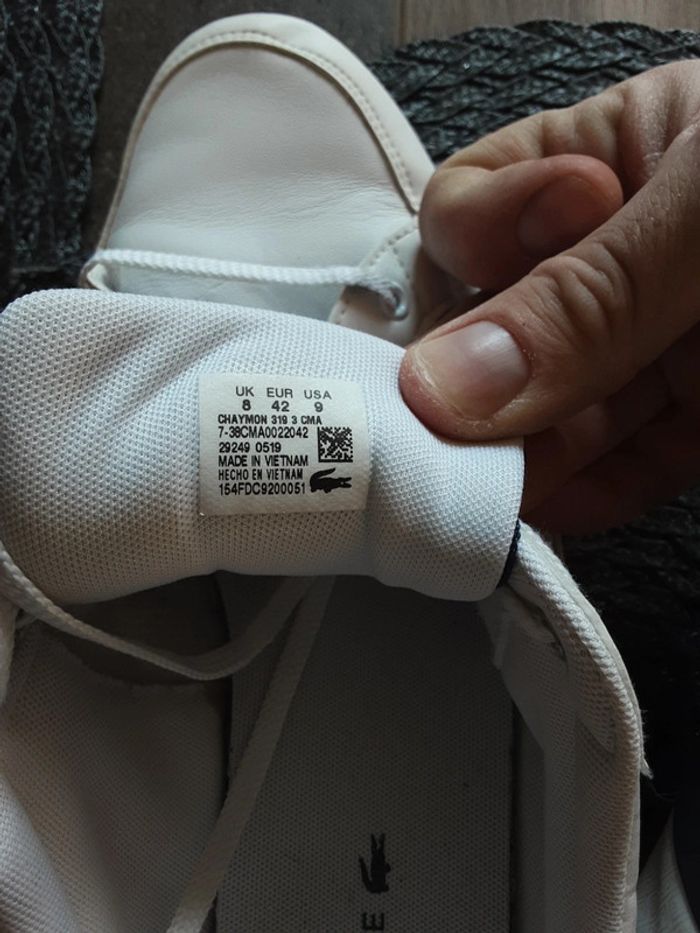 UK EUR USA
8 42 9
CHAYMON 319 3 CMA
7-38CMA0022042
29249 0519
MADE IN VIETNAM
HECHO EN VIETNAM
154FDC9200051
E